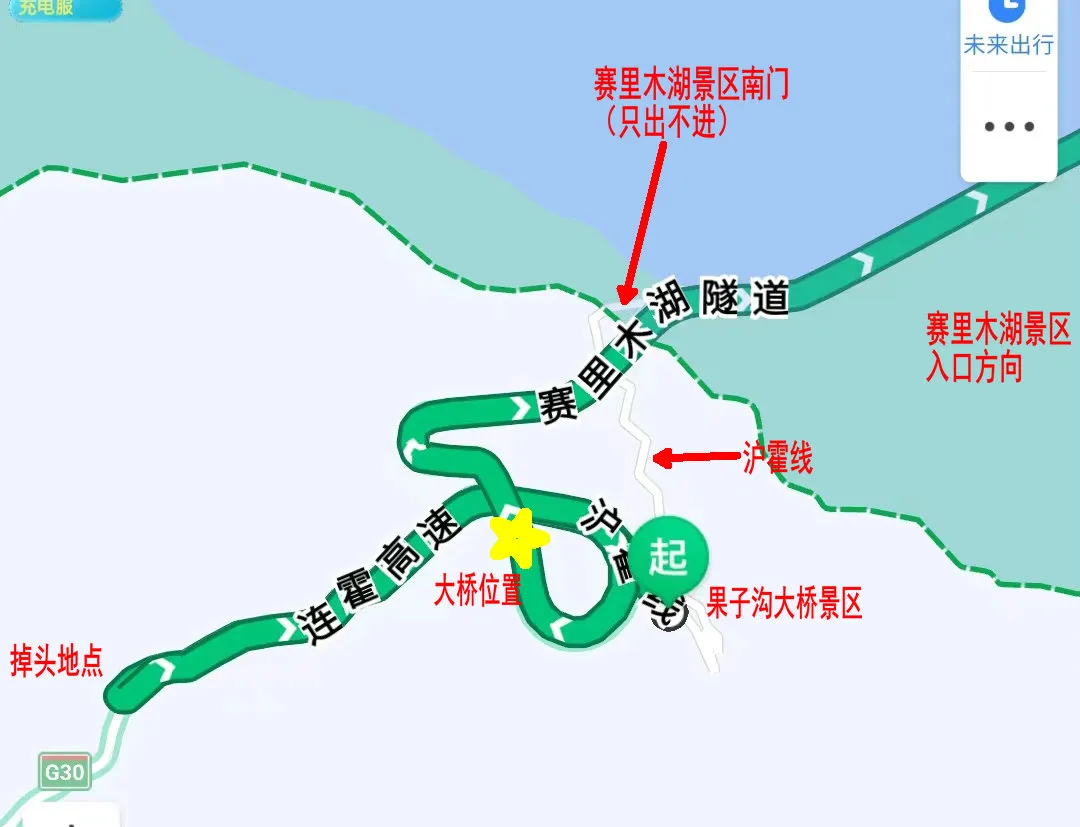 充电服
未来出行
赛里木湖景区南门
（只出不进）
赛里木湖隧道
赛里木湖景区
入口方向
沪霍线
沪霍线
起
连霍高速
大桥位置
果子沟大桥景区
掉头地点
G30